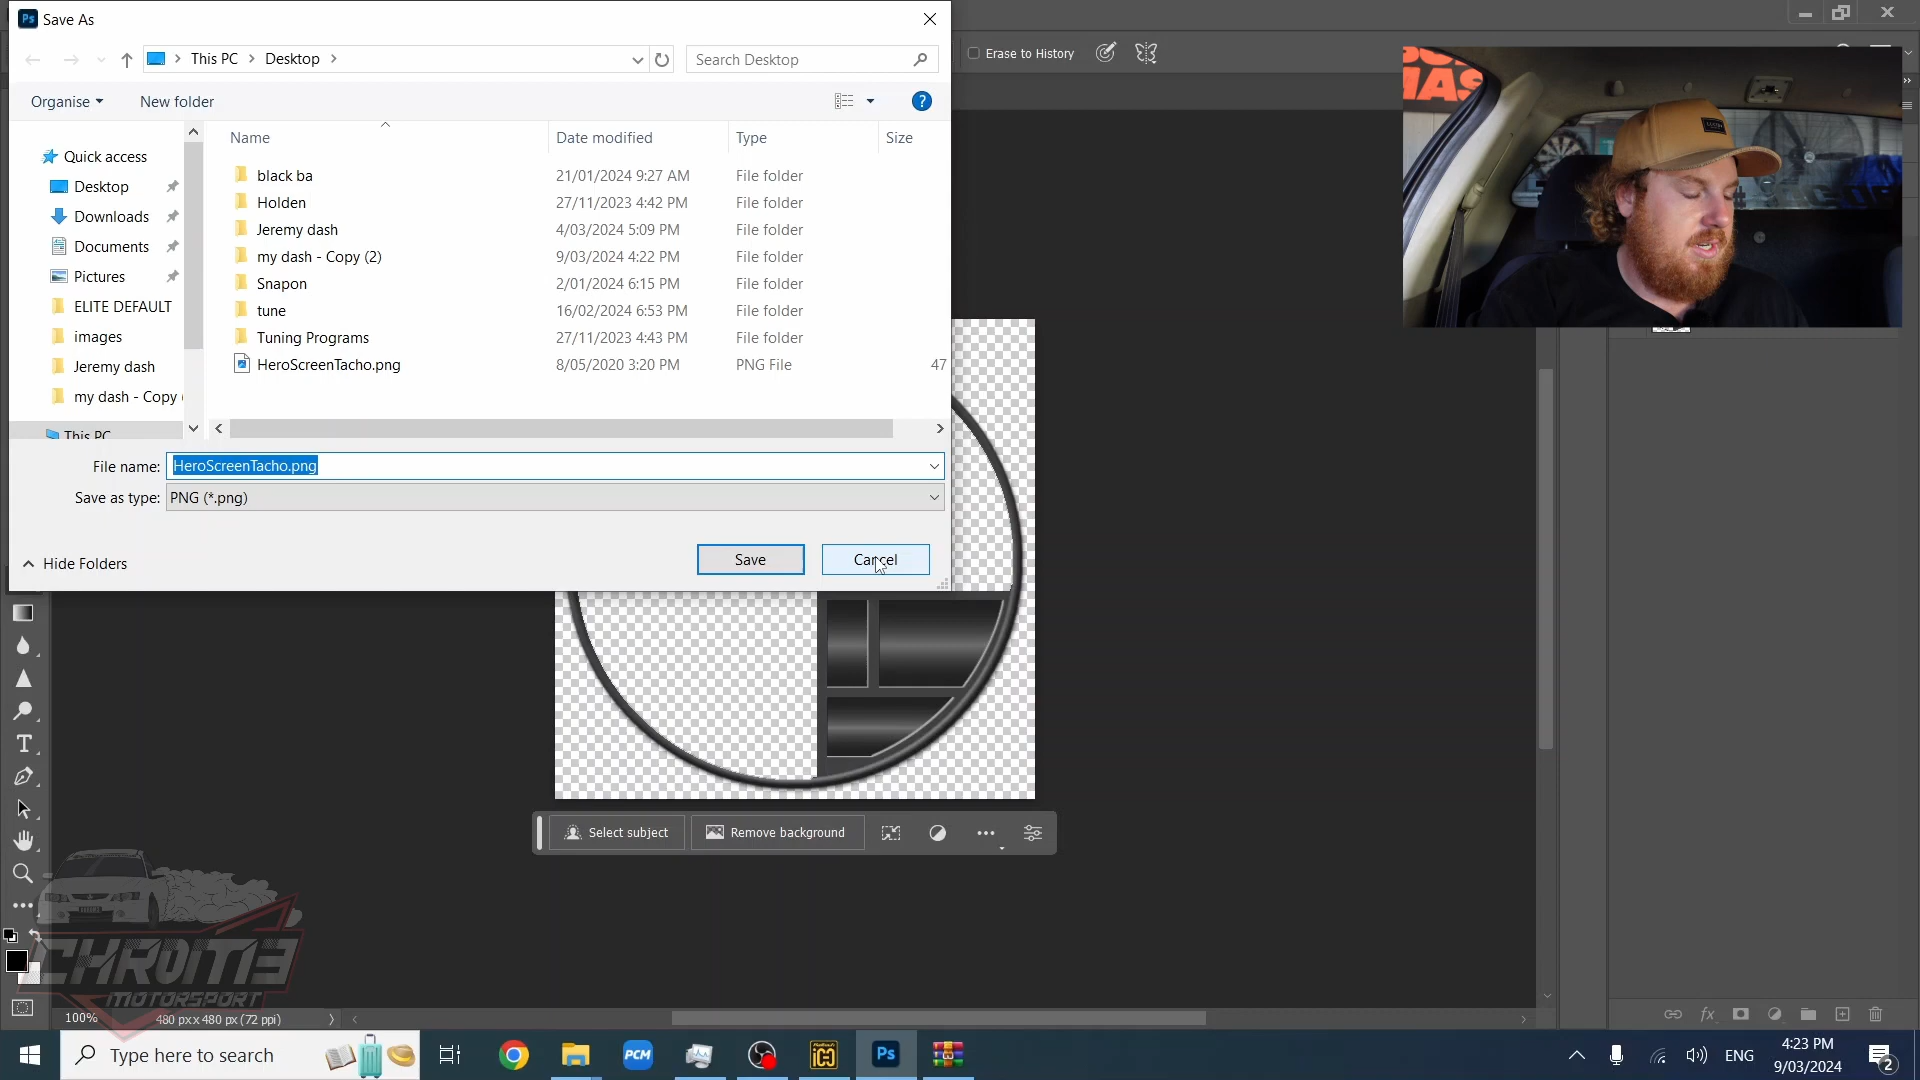 Ps Save As
Erase to History
This PC > Desktop >
Search Desktop
Organise
New folder
?
Name
Date modified
Type
Size
Quick access
Desktop
Downloads
Documents
Pictures
ELITE DEFAULT
images
Jeremy dash
my dash - Copy (
This PC
black ba 21/01/2024 9:27 AM File folder
Holden 27/11/2023 4:42 PM File folder
Jeremy dash 4/03/2024 5:09 PM File folder
my dash - Copy (2) 9/03/2024 4:22 PM File folder
Snapon 2/01/2024 6:15 PM File folder
tune 16/02/2024 6:53 PM File folder
Tuning Programs 27/11/2023 4:43 PM File folder
HeroScreenTacho.png 8/05/2020 3:20 PM PNG File 47
File name: HeroScreenTacho.png
Save as type: PNG (*.png)
Hide Folders
Save
Cancel
Select subject
Remove background
CHROME
MOTORSPORT
100%
480 px x 480 px (72 ppi)
fx
Type here to search
PCM
Ps
ENG
4:23 PM
9/03/2024
2